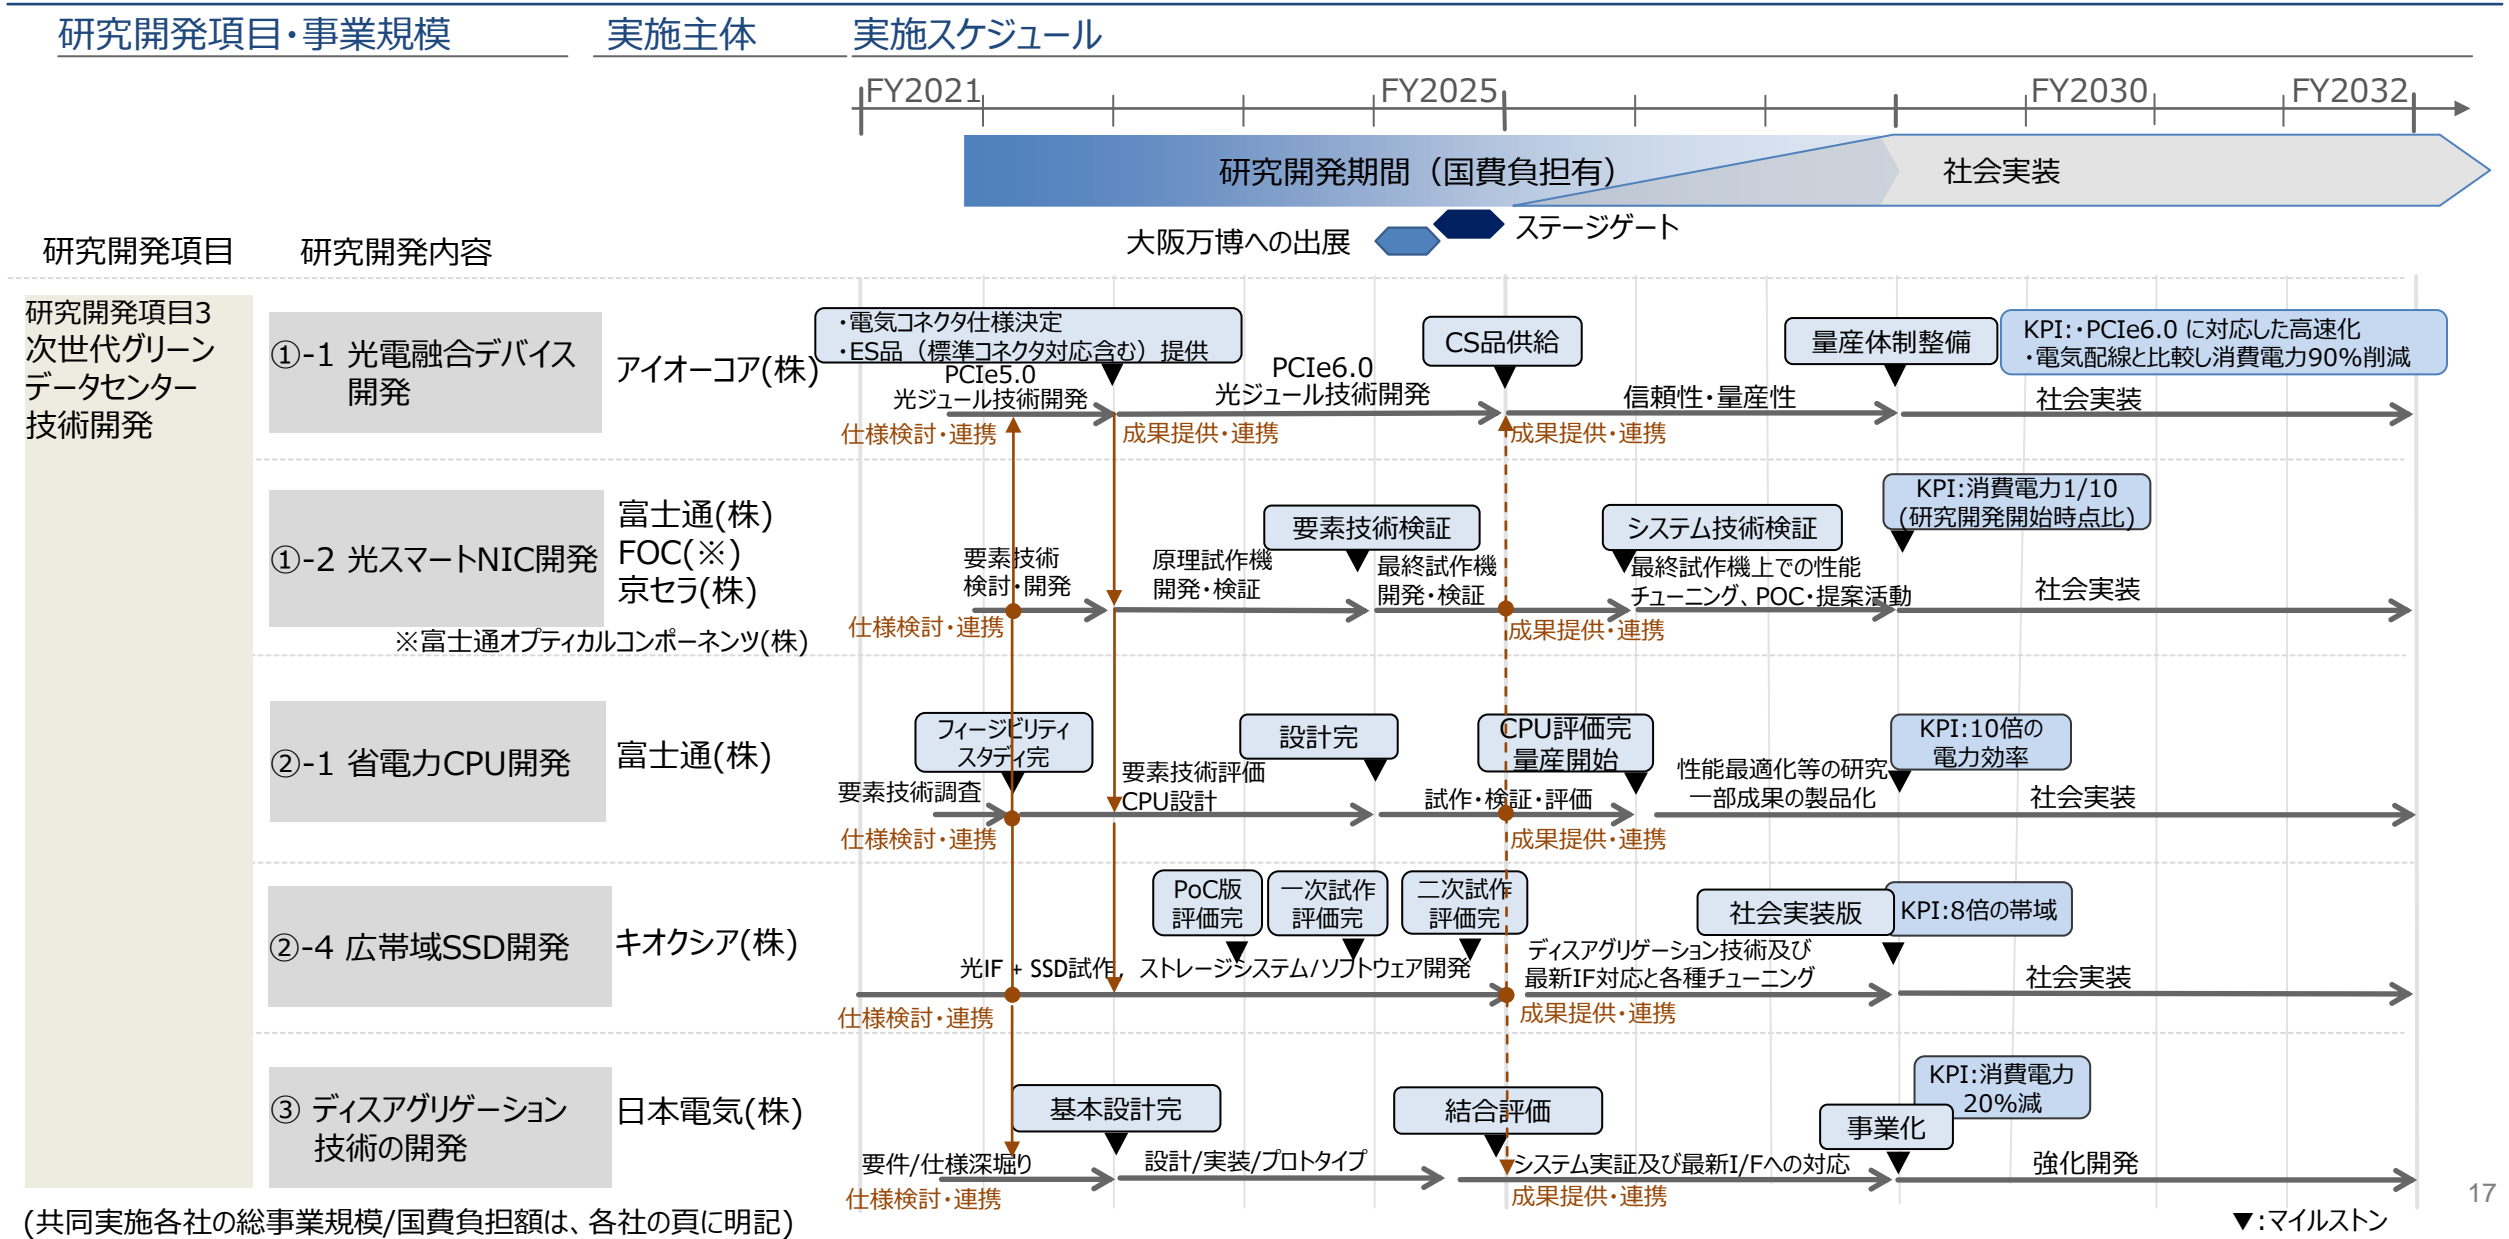 研究開発項目・事業規模
実施主体
実施スケジュール
FY2021
FY2025
FY2030
FY2032
研究開発期間（国費負担有）
社会実装
大阪万博への出展
ステージゲート
研究開発項目
研究開発内容
研究開発項目3
次世代グリーン
データセンター
技術開発
①-1 光電融合デバイス
開発
アイオーコア(株)
・電気コネクタ仕様決定
・ES品（標準コネクタ対応含む）提供
PCIe5.0
光ジュール技術開発
仕様検討・連携
PCIe6.0
光ジュール技術開発
成果提供・連携
CS品供給
信頼性・量産性
成果提供・連携
量産体制整備
KPI:・PCIe6.0 に対応した高速化
・電気配線と比較し消費電力90%削減
社会実装
①-2 光スマートNIC開発
富士通(株)
FOC(※)
京セラ(株)
※富士通オプティカルコンポーネンツ(株)
要素技術
検討・開発
仕様検討・連携
原理試作機
開発・検証
要素技術検証
最終試作機
開発・検証
システム技術検証
最終試作機上での性能
チューニング、POC・提案活動
成果提供・連携
KPI:消費電力1/10
(研究開発開始時点比)
社会実装
②-1 省電力CPU開発
富士通(株)
フィージビリティ
スタディ完
要素技術調査
仕様検討・連携
要素技術評価
CPU設計
設計完
試作・検証・評価
CPU評価完
量産開始
成果提供・連携
性能最適化等の研究
一部成果の製品化
KPI:10倍の
電力効率
社会実装
②-4 広帯域SSD開発
キオクシア(株)
PoC版
評価完
一次試作
評価完
二次試作
評価完
光IF + SSD試作，ストレージシステム/ソフトウェア開発
仕様検討・連携
ディスアグリゲーション技術及び
最新IF対応と各種チューニング
成果提供・連携
社会実装版
KPI:8倍の帯域
社会実装
③ ディスアグリゲーション
技術の開発
日本電気(株)
基本設計完
要件/仕様深堀り
仕様検討・連携
設計/実装/プロトタイプ
結合評価
システム実証及び最新I/Fへの対応
成果提供・連携
事業化
KPI:消費電力
20%減
強化開発
17
(共同実施各社の総事業規模/国費負担額は、各社の頁に明記)
▼:マイルストン